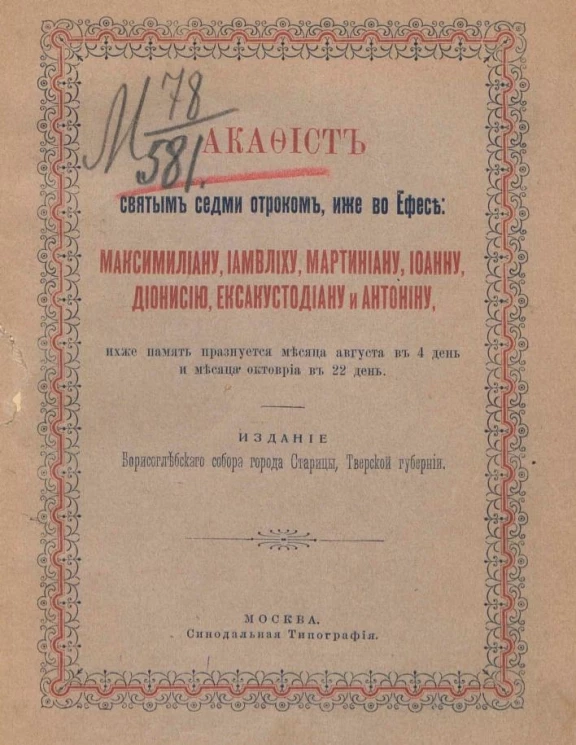 М 78
581.
АКАѲІСТЪ
святымъ седми отрокомъ, иже во Ефесѣ:
МАКСИМИЛІАНУ, ІАМВЛІХУ, МАРТИНІАНУ, ІОАННУ,
ДІОНИСІЮ, ЕКСАКУСТОДІАНУ и АНТОНІНУ,
ихже память празнуется мѣсяца августа въ 4 день
и мѣсяца октовріа въ 22 день.
ИЗДАНІЕ
Борисоглѣбскаго собора города Старицы, Тверской губерніи.
МОСКВА.
Синодальная Типографія.